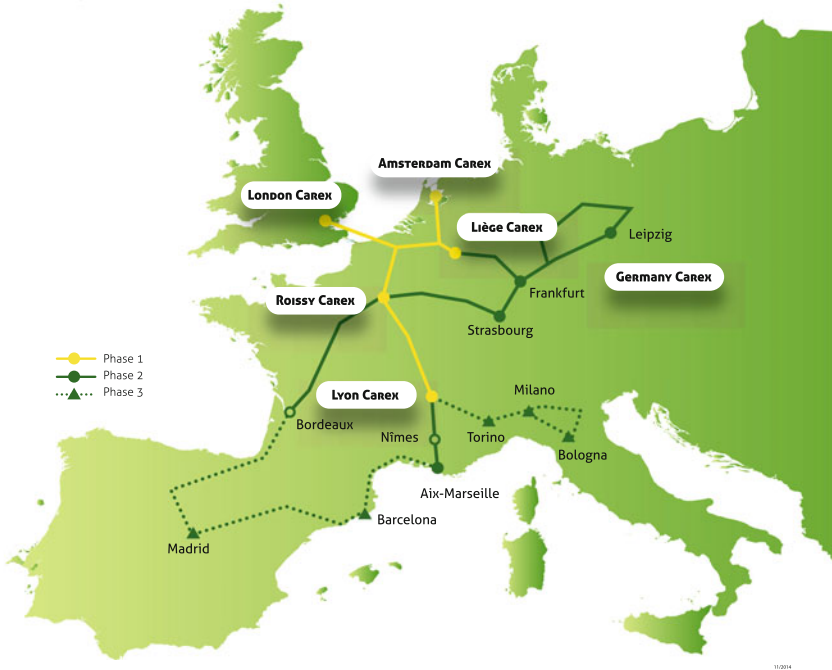 Amsterdam Carex
London Carex
Liège Carex
Leipzig
Germany Carex
Frankfurt
Roissy Carex
Strasbourg
Phase 1
Phase 2
Phase 3
Lyon Carex
Milano
Bordeaux
Nîmes
Torino
Bologna
Aix-Marseille
Barcelona
Madrid
11/2014